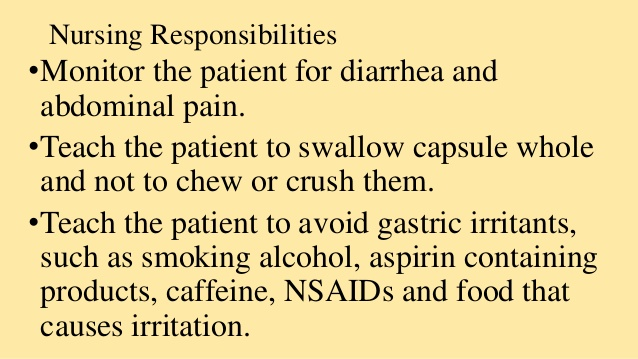 Nursing Responsibilities
•Monitor the patient for diarrhea and
abdominal pain.
•Teach the patient to swallow capsule whole
and not to chew or crush them.
•Teach the patient to avoid gastric irritants,
such as smoking alcohol, aspirin containing
products, caffeine, NSAIDs and food that
causes irritation.